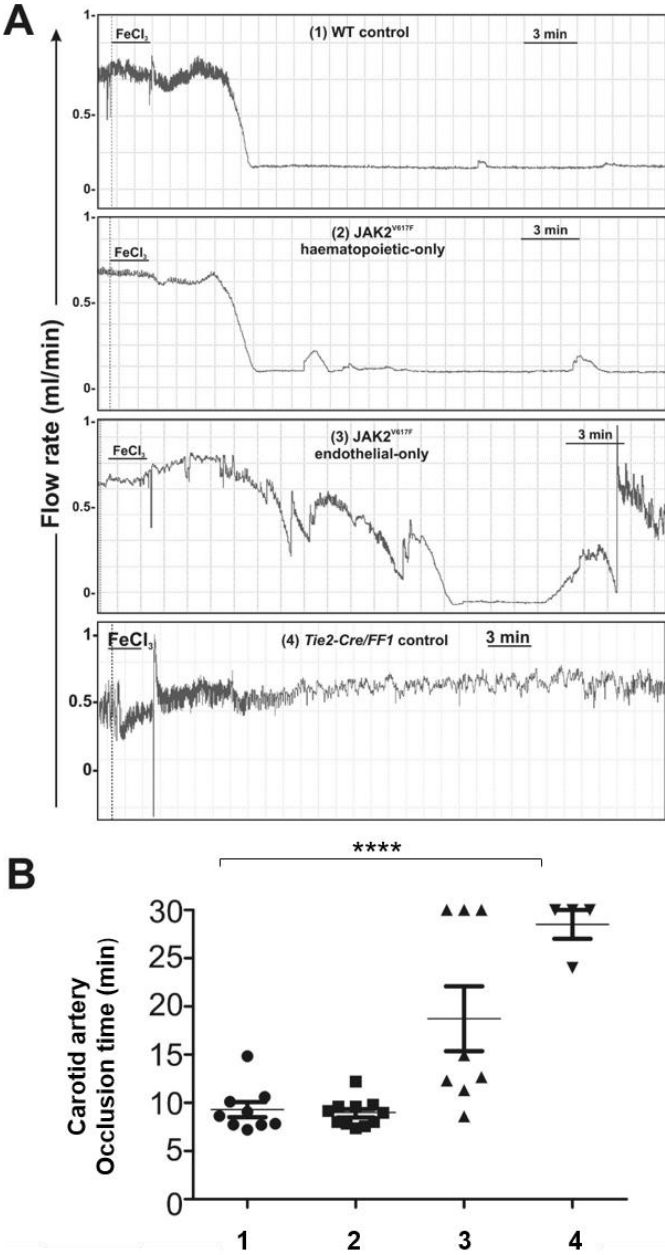 A
FeCl3
(1) WT control
3 min
0.5-
0-
1-
FeCl3
(2) JAK2V617F
haematopoietic-only
3 min
0.5-
0-
1-
FeCl3
(3) JAK2V617F
endothelial-only
3 min
0.5-
0-
1-
FeCl3
(4) Tie2-Cre/FF1 control
3 min
0.5-
0-
Flow rate (ml/min)
B
****
Carotid artery
Occlusion time (min)
30
25
20
15
10
5
0
1 2 3 4